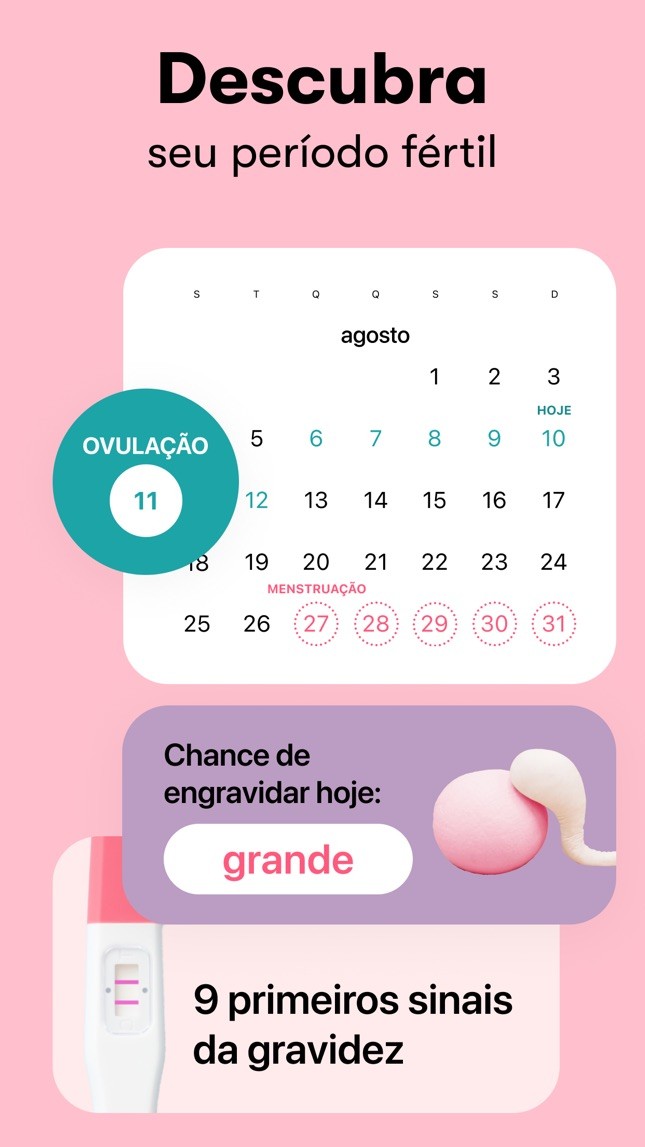 Descubra
seu período fértil
S T Q Q S S D
agosto
1 2 3
HOJE
5 6 7 8 9 10
OVULAÇÃO
11
12 13 14 15 16 17
18 19 20 21 22 23 24
MENSTRUAÇÃO
25 26 27 28 29 30 31
Chance de
engravidar hoje:
grande
9 primeiros sinais
da gravidez